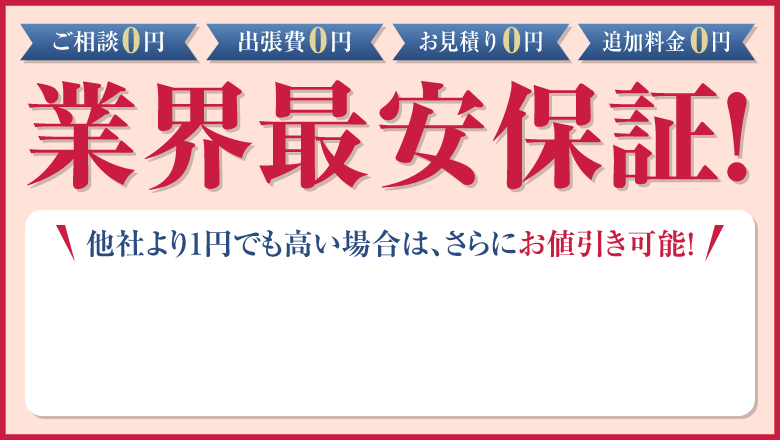 ご相談0円 出張費0円 お見積り0円 追加料金0円
業界最安保証!
他社より1円でも高い場合は、さらにお値引き可能!